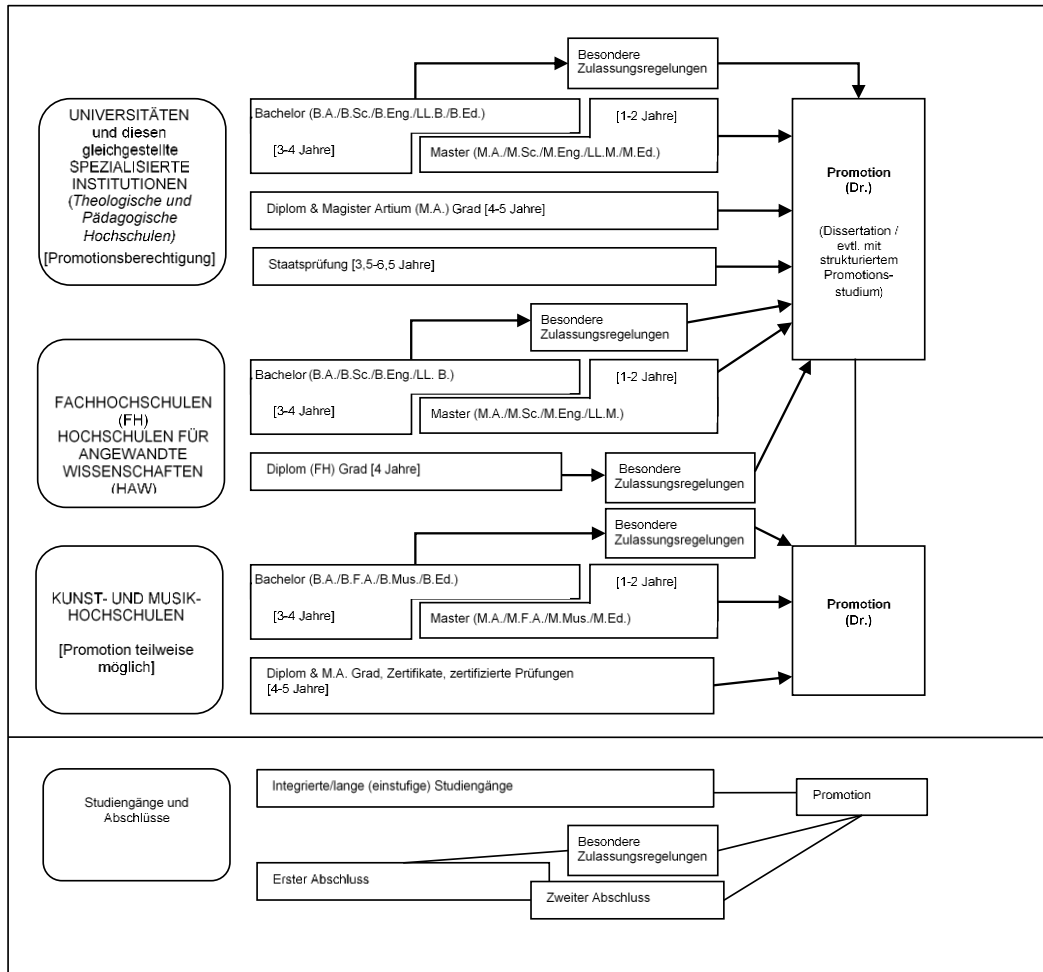 Besondere
Zulassungsregelungen
UNIVERSITÄTEN
und diesen
gleichgestellte
SPEZIALISIERTE
INSTITUTIONEN
(Theologische und
Pädagogische
Hochschulen)
[Promotionsberechtigung]
Bachelor (B.A./B.Sc./B.Eng./LL.B./B.Ed.)
[3-4 Jahre]
[1-2 Jahre]
Master (M.A./M.Sc./M.Eng./LL.M./M.Ed.)
Diplom & Magister Artium (M.A.) Grad [4-5 Jahre]
Staatsprüfung [3,5-6,5 Jahre]
Promotion
(Dr.)
(Dissertation /
evtl. mit
strukturiertem
Promotions-
studium)
Besondere
Zulassungsregelungen
FACHHOCHSCHULEN
(FH)
HOCHSCHULEN FÜR
ANGEWANDTE
WISSENSCHAFTEN
(HAW)
Bachelor (B.A./B.Sc./B.Eng./LL. B.)
[3-4 Jahre]
[1-2 Jahre]
Master (M.A./M.Sc./M.Eng./LL.M.)
Diplom (FH) Grad [4 Jahre]
Besondere
Zulassungsregelungen
Besondere
Zulassungsregelungen
KUNST- UND MUSIK-
HOCHSCHULEN
[Promotion teilweise
möglich]
Bachelor (B.A./B.F.A./B.Mus./B.Ed.)
[3-4 Jahre]
[1-2 Jahre]
Master (M.A./M.F.A./M.Mus./M.Ed.)
Diplom & M.A. Grad, Zertifikate, zertifizierte Prüfungen
[4-5 Jahre]
Promotion
(Dr.)
Studiengänge und
Abschlüsse
Integrierte/lange (einstufige) Studiengänge
Promotion
Besondere
Zulassungsregelungen
Erster Abschluss
Zweiter Abschluss